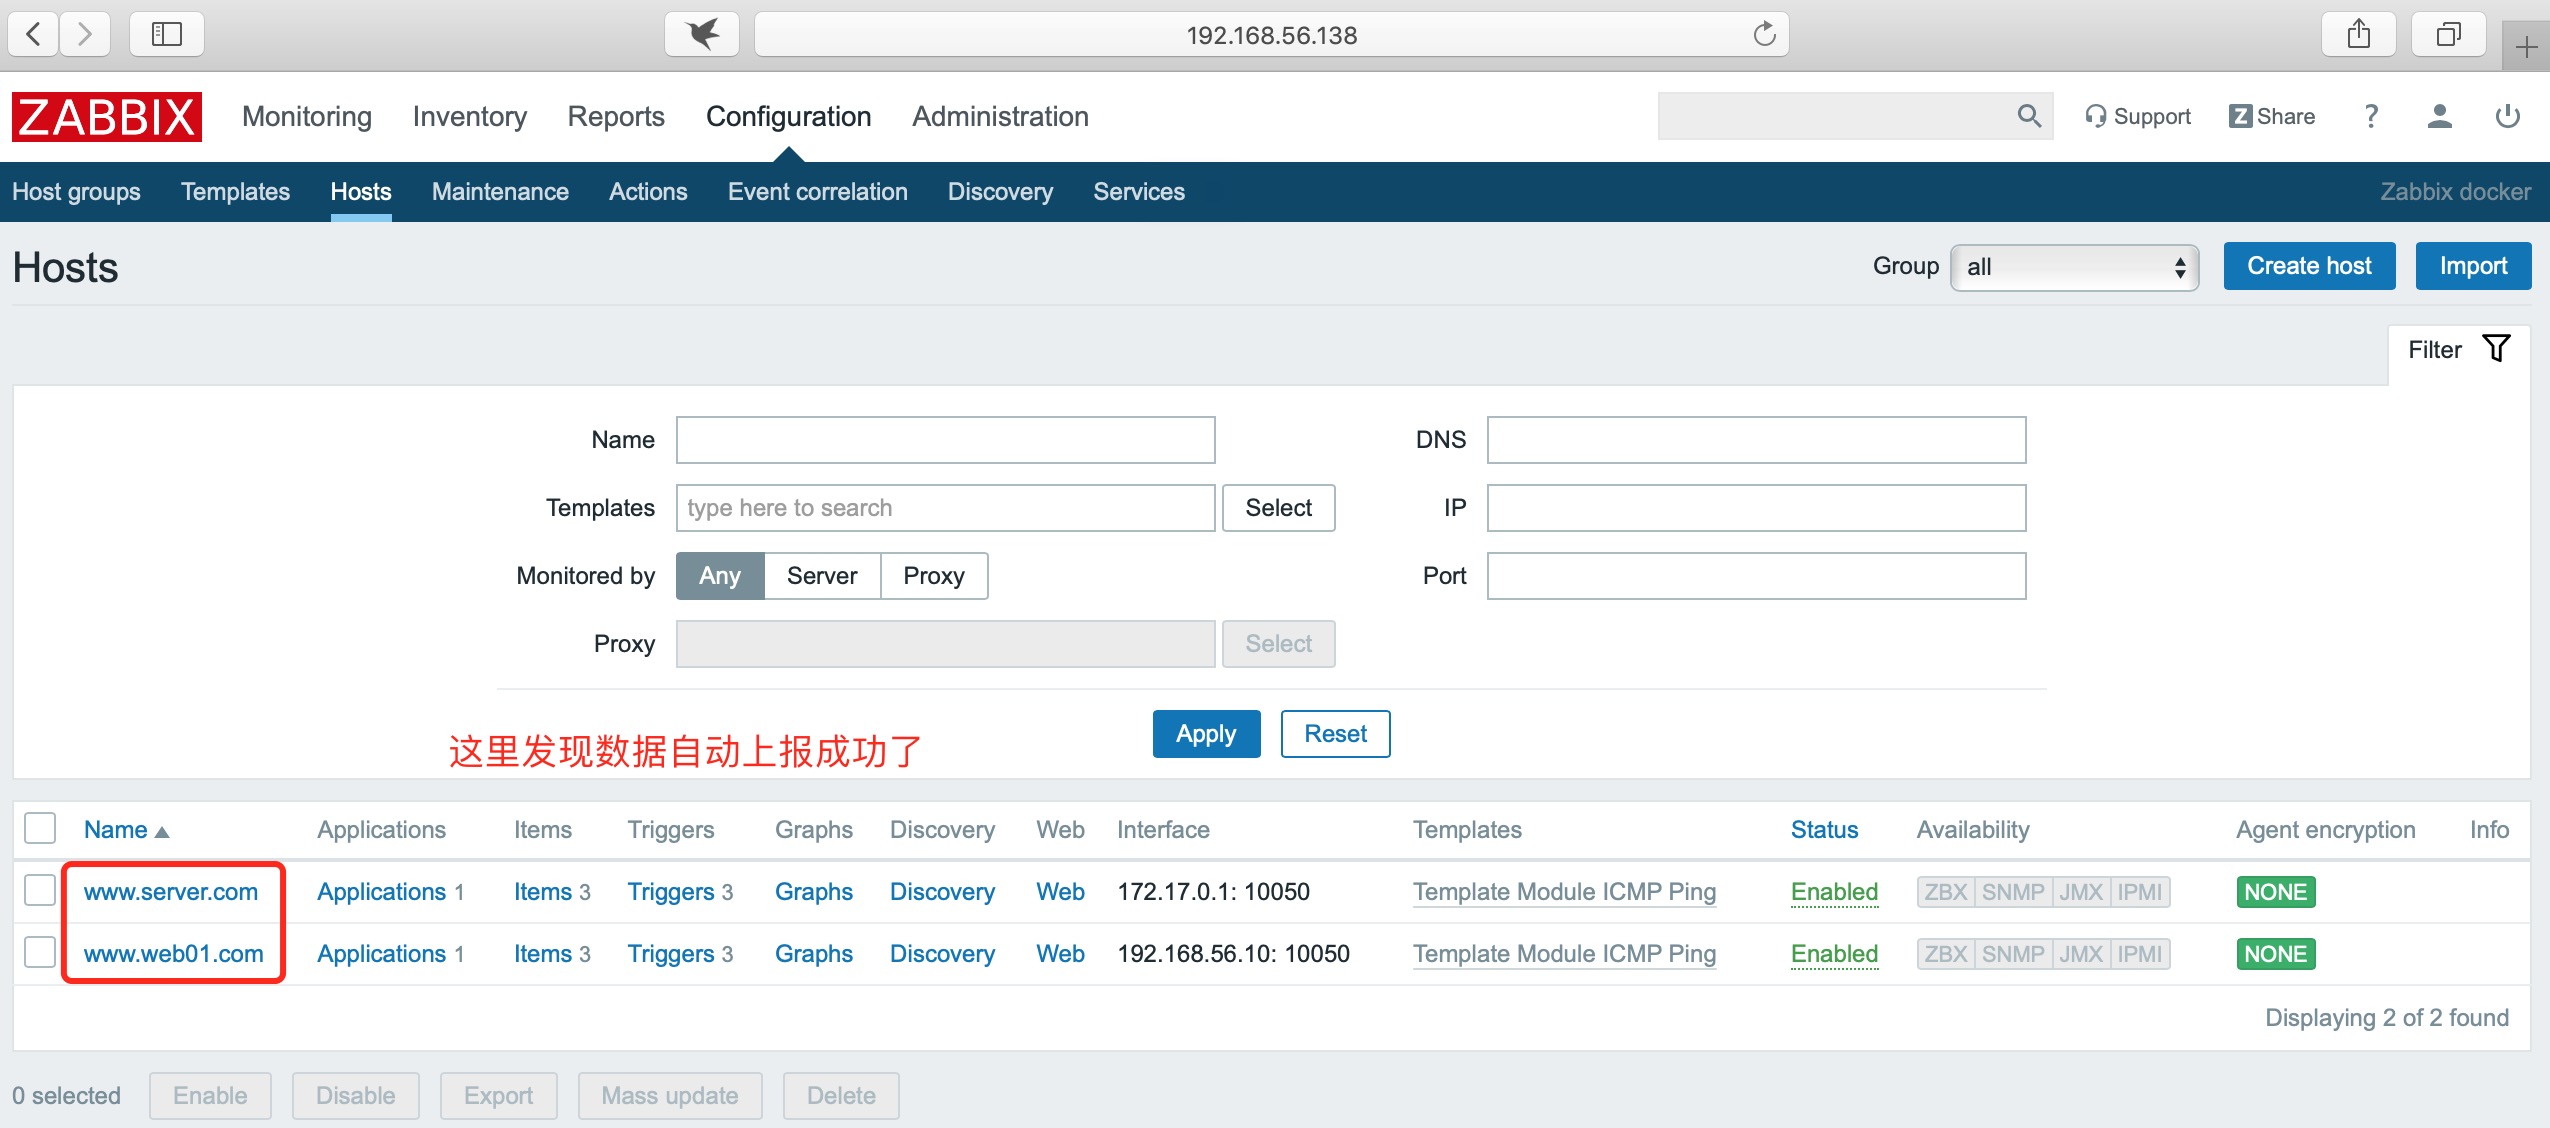 192.168.56.138
ZABBIX Monitoring Inventory Reports Configuration Administration Support Z Share ?
Host groups Templates Hosts Maintenance Actions Event correlation Discovery Services Zabbix docker
Hosts Group all Create host Import
Filter
Name DNS
Templates type here to search Select IP
Monitored by Any Server Proxy Port
Proxy Select
Apply Reset
这里发现数据自动上报成功了
Name Applications Items Triggers Graphs Discovery Web Interface Templates Status Availability Agent encryption Info
www.server.com Applications 1 Items 3 Triggers 3 Graphs Discovery Web 172.17.0.1: 10050 Template Module ICMP Ping Enabled ZBX SNMP JMX IPMI NONE
www.web01.com Applications 1 Items 3 Triggers 3 Graphs Discovery Web 192.168.56.10: 10050 Template Module ICMP Ping Enabled ZBX SNMP JMX IPMI NONE
Displaying 2 of 2 found
0 selected Enable Disable Export Mass update Delete